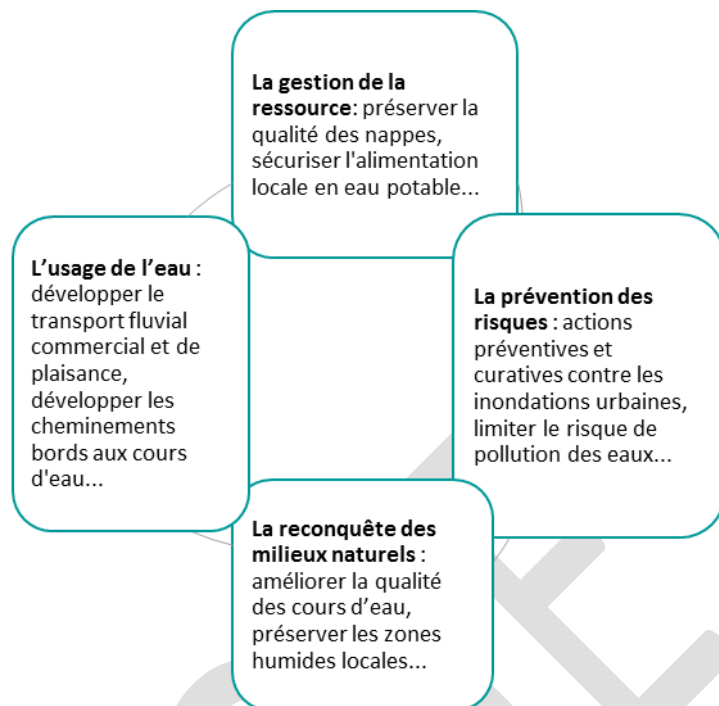 La gestion de la
ressource: préserver la
qualité des nappes,
sécuriser l'alimentation
locale en eau potable...
L'usage de l'eau :
développer le
transport fluvial
commercial et de
plaisance,
développer les
cheminements
bords aux cours
d'eau...
La prévention des
risques : actions
préventives et
curatives contre les
inondations urbaines,
limiter le risque de
pollution des eaux...
La reconquête des
milieux naturels :
améliorer la qualité
des cours d'eau,
préserver les zones
humides locales...